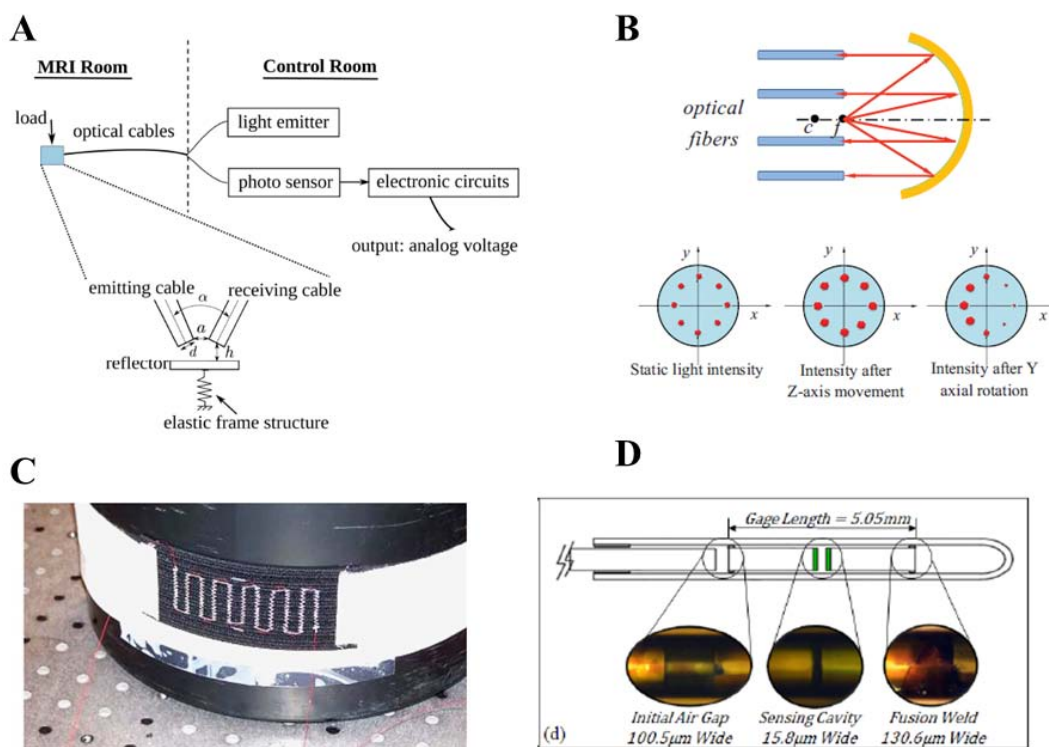 A
MRI Room
Control Room
load
optical cables
light emitter
photo sensor
electronic circuits
output: analog voltage
emitting cable
receiving cable
α
a
d
h
reflector
elastic frame structure
B
optical
fibers
c
f
y
x
y
x
y
x
Static light intensity
Intensity after
Z-axis movement
Intensity after Y
axial rotation
C
D
Gage Length = 5.05mm
Initial Air Gap
100.5μm Wide
Sensing Cavity
15.8μm Wide
Fusion Weld
130.6μm Wide
(d)